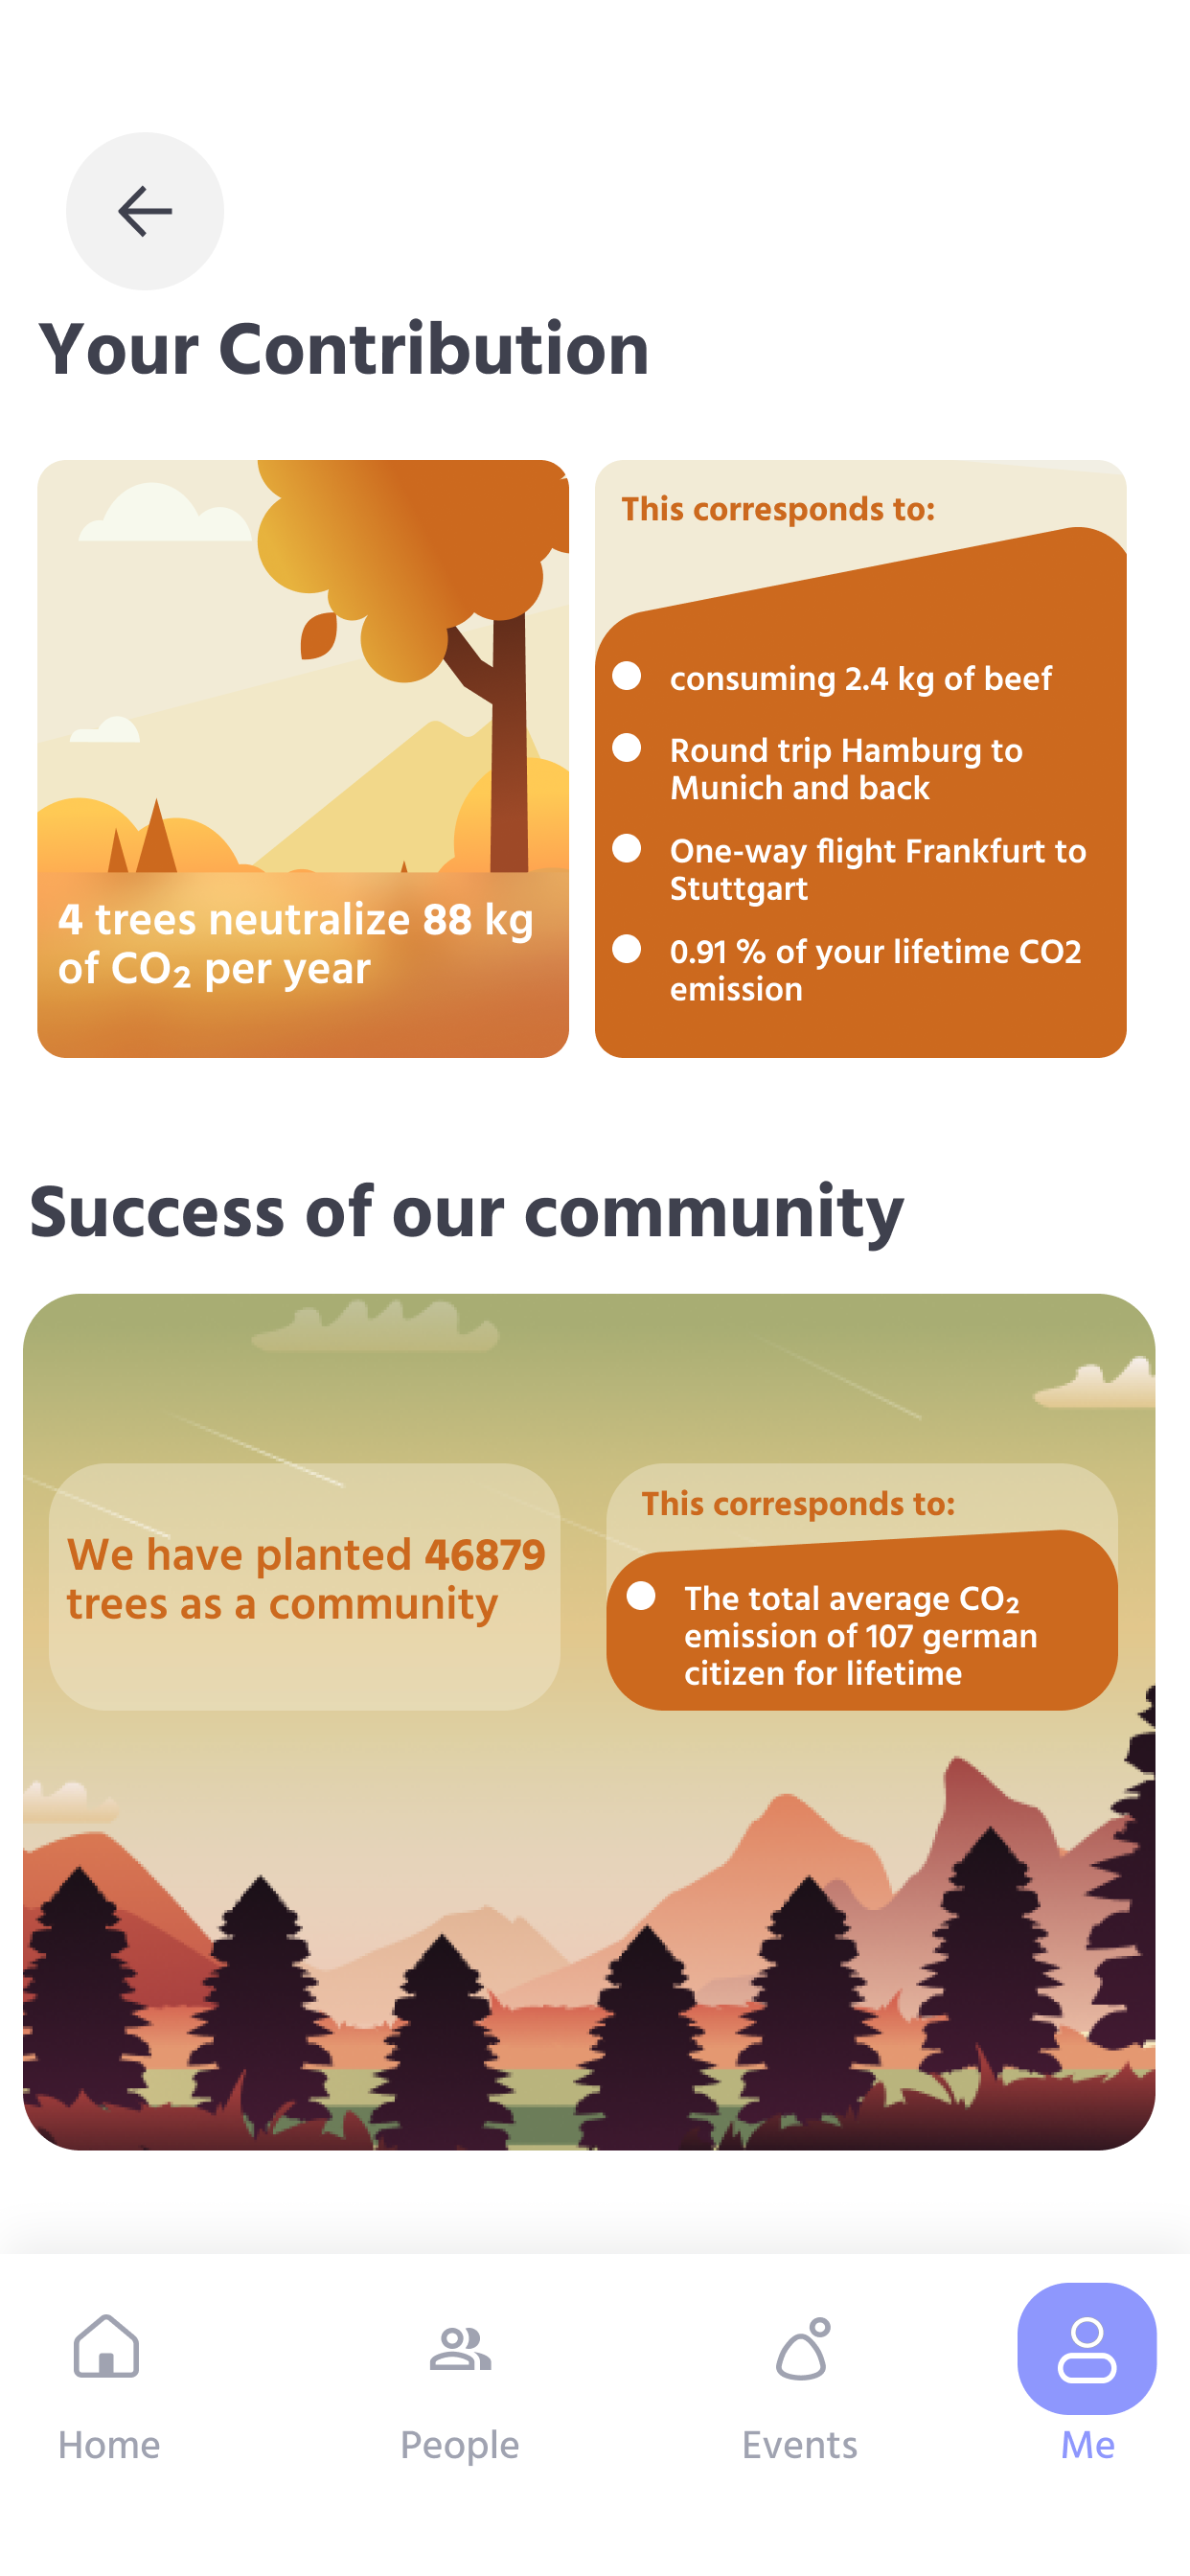 Your Contribution
4 trees neutralize 88 kg
of CO₂ per year
This corresponds to:
consuming 2.4 kg of beef
Round trip Hamburg to
Munich and back
One-way flight Frankfurt to
Stuttgart
0.91 % of your lifetime CO2
emission
Success of our community
We have planted 46879
trees as a community
This corresponds to:
The total average CO₂
emission of 107 german
citizen for lifetime
Home
People
Events
Me